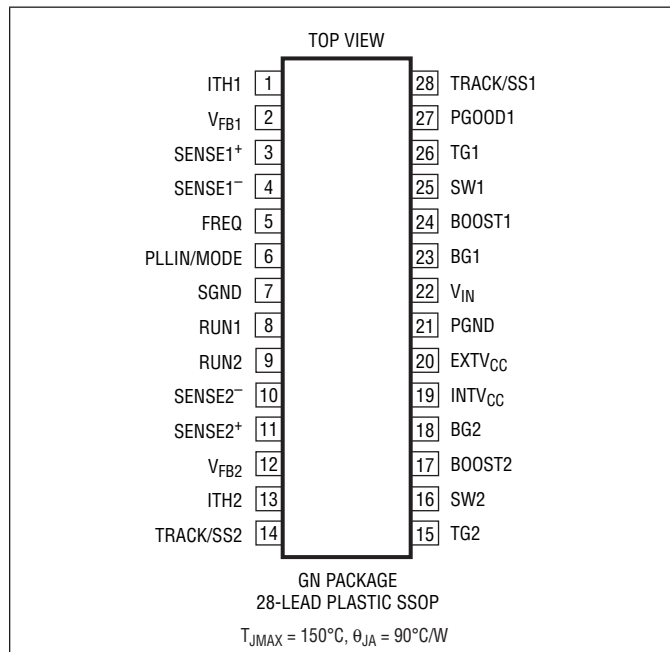 TOP VIEW
ITH1 1 28 TRACK/SS1
VFB1 2 27 PGOOD1
SENSE1+ 3 26 TG1
SENSE1– 4 25 SW1
FREQ 5 24 BOOST1
PLLIN/MODE 6 23 BG1
SGND 7 22 VIN
RUN1 8 21 PGND
RUN2 9 20 EXTVCC
SENSE2– 10 19 INTVCC
SENSE2+ 11 18 BG2
VFB2 12 17 BOOST2
ITH2 13 16 SW2
TRACK/SS2 14 15 TG2
GN PACKAGE
28-LEAD PLASTIC SSOP
TJMAX = 150°C, θJA = 90°C/W